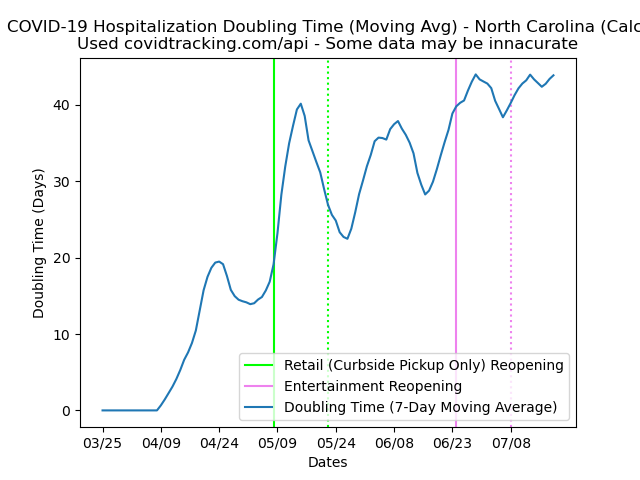 COVID-19 Hospitalization Doubling Time (Moving Avg) - North Carolina (Calc
Used covidtracking.com/api - Some data may be innacurate
Doubling Time (Days)
40
30
20
10
0
Retail (Curbside Pickup Only) Reopening
Entertainment Reopening
Doubling Time (7-Day Moving Average)
03/25 04/09 04/24 05/09 05/24 06/08 06/23 07/08
Dates